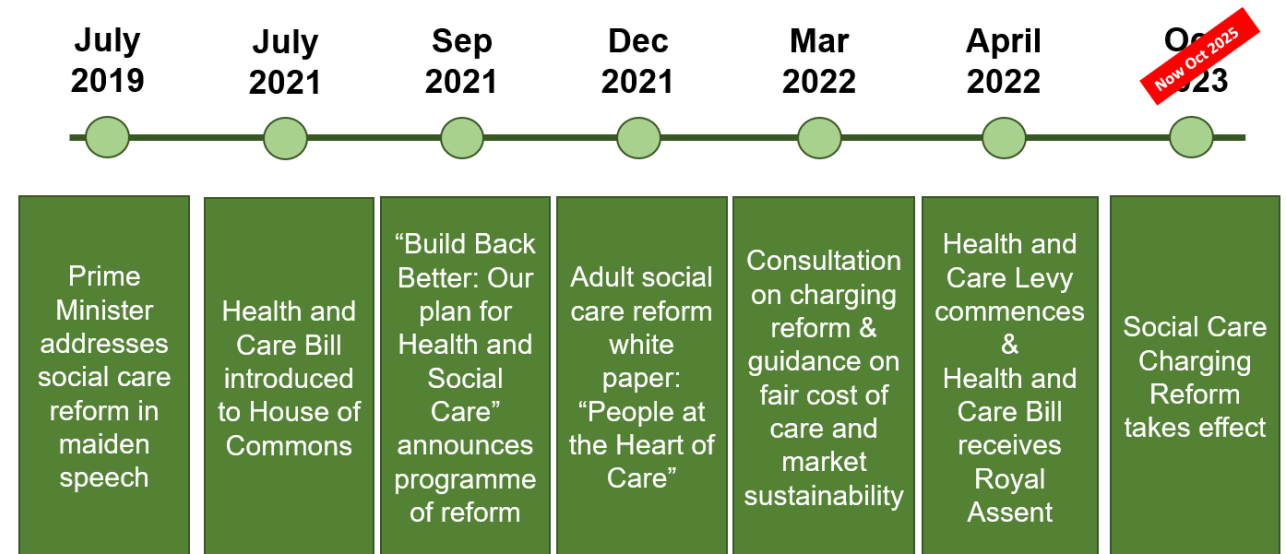 July
2019
July
2021
Sep
2021
Dec
2021
Mar
2022
April
2022
Now Oct 2025
Prime
Minister
addresses
social care
reform in
maiden
speech
Health and
Care Bill
introduced
to House of
Commons
“Build Back
Better: Our
plan for
Health and
Social
Care”
announces
programme
of reform
Adult social
care reform
white
paper:
“People at
the Heart of
Care”
Consultation
on charging
reform &
guidance on
fair cost of
care and
market
sustainability
Health and
Care Levy
commences
&
Health and
Care Bill
receives
Royal
Assent
Social Care
Charging
Reform
takes effect